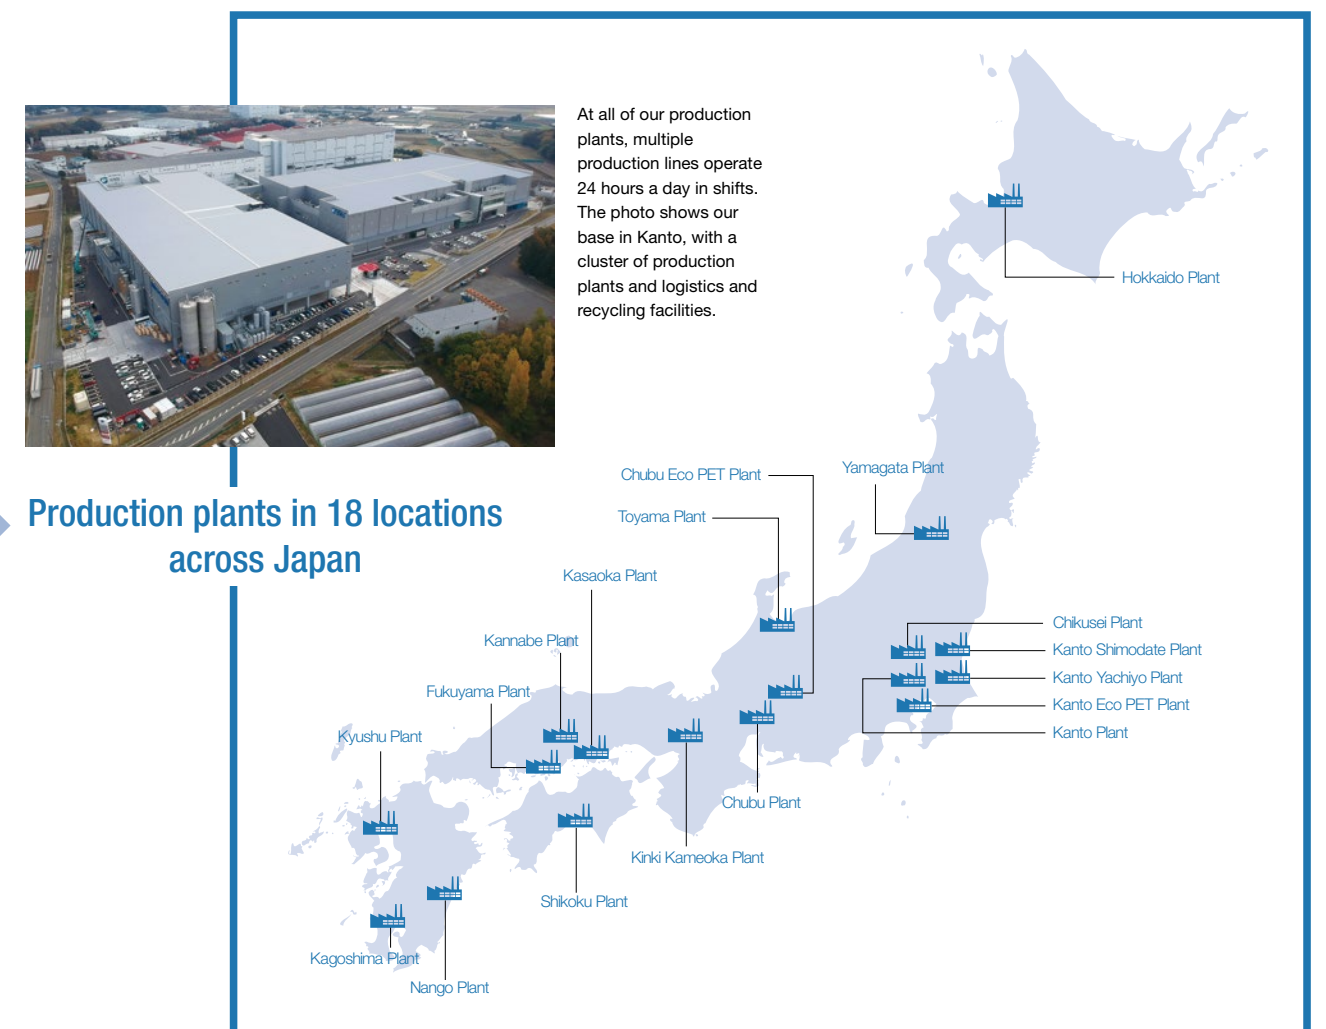 At all of our production
plants, multiple
production lines operate
24 hours a day in shifts.
The photo shows our
base in Kanto, with a
cluster of production
plants and logistics and
recycling facilities.
Production plants in 18 locations
across Japan
Hokkaido Plant
Chubu Eco PET Plant
Yamagata Plant
Toyama Plant
Kasaoka Plant
Kannabe Plant
Fukuyama Plant
Kyushu Plant
Chikusei Plant
Kanto Shimodate Plant
Kanto Yachiyo Plant
Kanto Eco PET Plant
Kanto Plant
Chubu Plant
Kinki Kameoka Plant
Shikoku Plant
Kagoshima Plant
Nango Plant